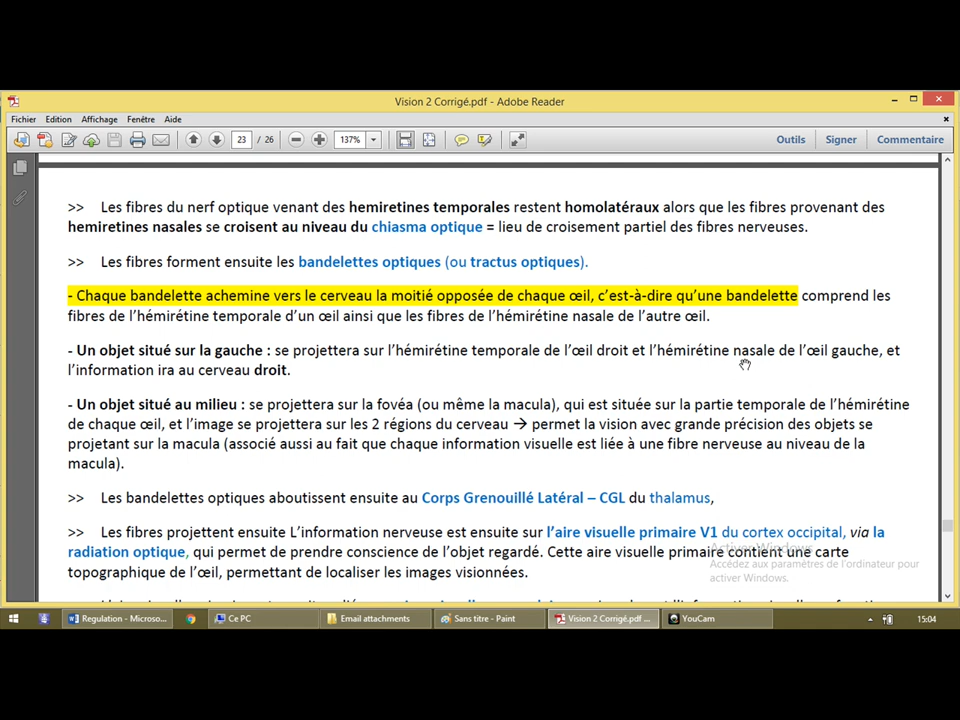 Vision 2 Corrigé.pdf - Adobe Reader
Fichier Edition Affichage Fenêtre Aide
23 / 26 137% Outils Signer Commentaire
>> Les fibres du nerf optique venant des hemiretines temporales restent homolatéraux alors que les fibres provenant des
hemiretines nasales se croisent au niveau du chiasma optique = lieu de croisement partiel des fibres nerveuses.
>> Les fibres forment ensuite les bandelettes optiques (ou tractus optiques).
- Chaque bandelette achemine vers le cerveau la moitié opposée de chaque œil, c’est-à-dire qu’une bandelette comprend les
fibres de l’hémirétine temporale d’un œil ainsi que les fibres de l’hémirétine nasale de l’autre œil.
- Un objet situé sur la gauche : se projettera sur l’hémirétine temporale de l’œil droit et l’hémirétine nasale de l’œil gauche, et
l’information ira au cerveau droit.
- Un objet situé au milieu : se projettera sur la fovéa (ou même la macula), qui est située sur la partie temporale de l’hémirétine
de chaque œil, et l’image se projettera sur les 2 régions du cerveau → permet la vision avec grande précision des objets se
projetant sur la macula (associé aussi au fait que chaque information visuelle est liée à une fibre nerveuse au niveau de la
macula).
>> Les bandelettes optiques aboutissent ensuite au Corps Grenouillé Latéral – CGL du thalamus,
>> Les fibres projettent ensuite L’information nerveuse est ensuite sur l’aire visuelle primaire V1 du cortex occipital, via la
radiation optique, qui permet de prendre conscience de l’objet regardé. Cette aire visuelle primaire contient une carte
topographique de l’œil, permettant de localiser les images visionnées.
Activer Windows
Accédez aux paramètres de l'ordinateur pour
activer Windows.
Regulation - Microso... Ce PC Email attachments Sans titre - Paint Vision 2 Corrigé.pdf ... YouCam 15:04